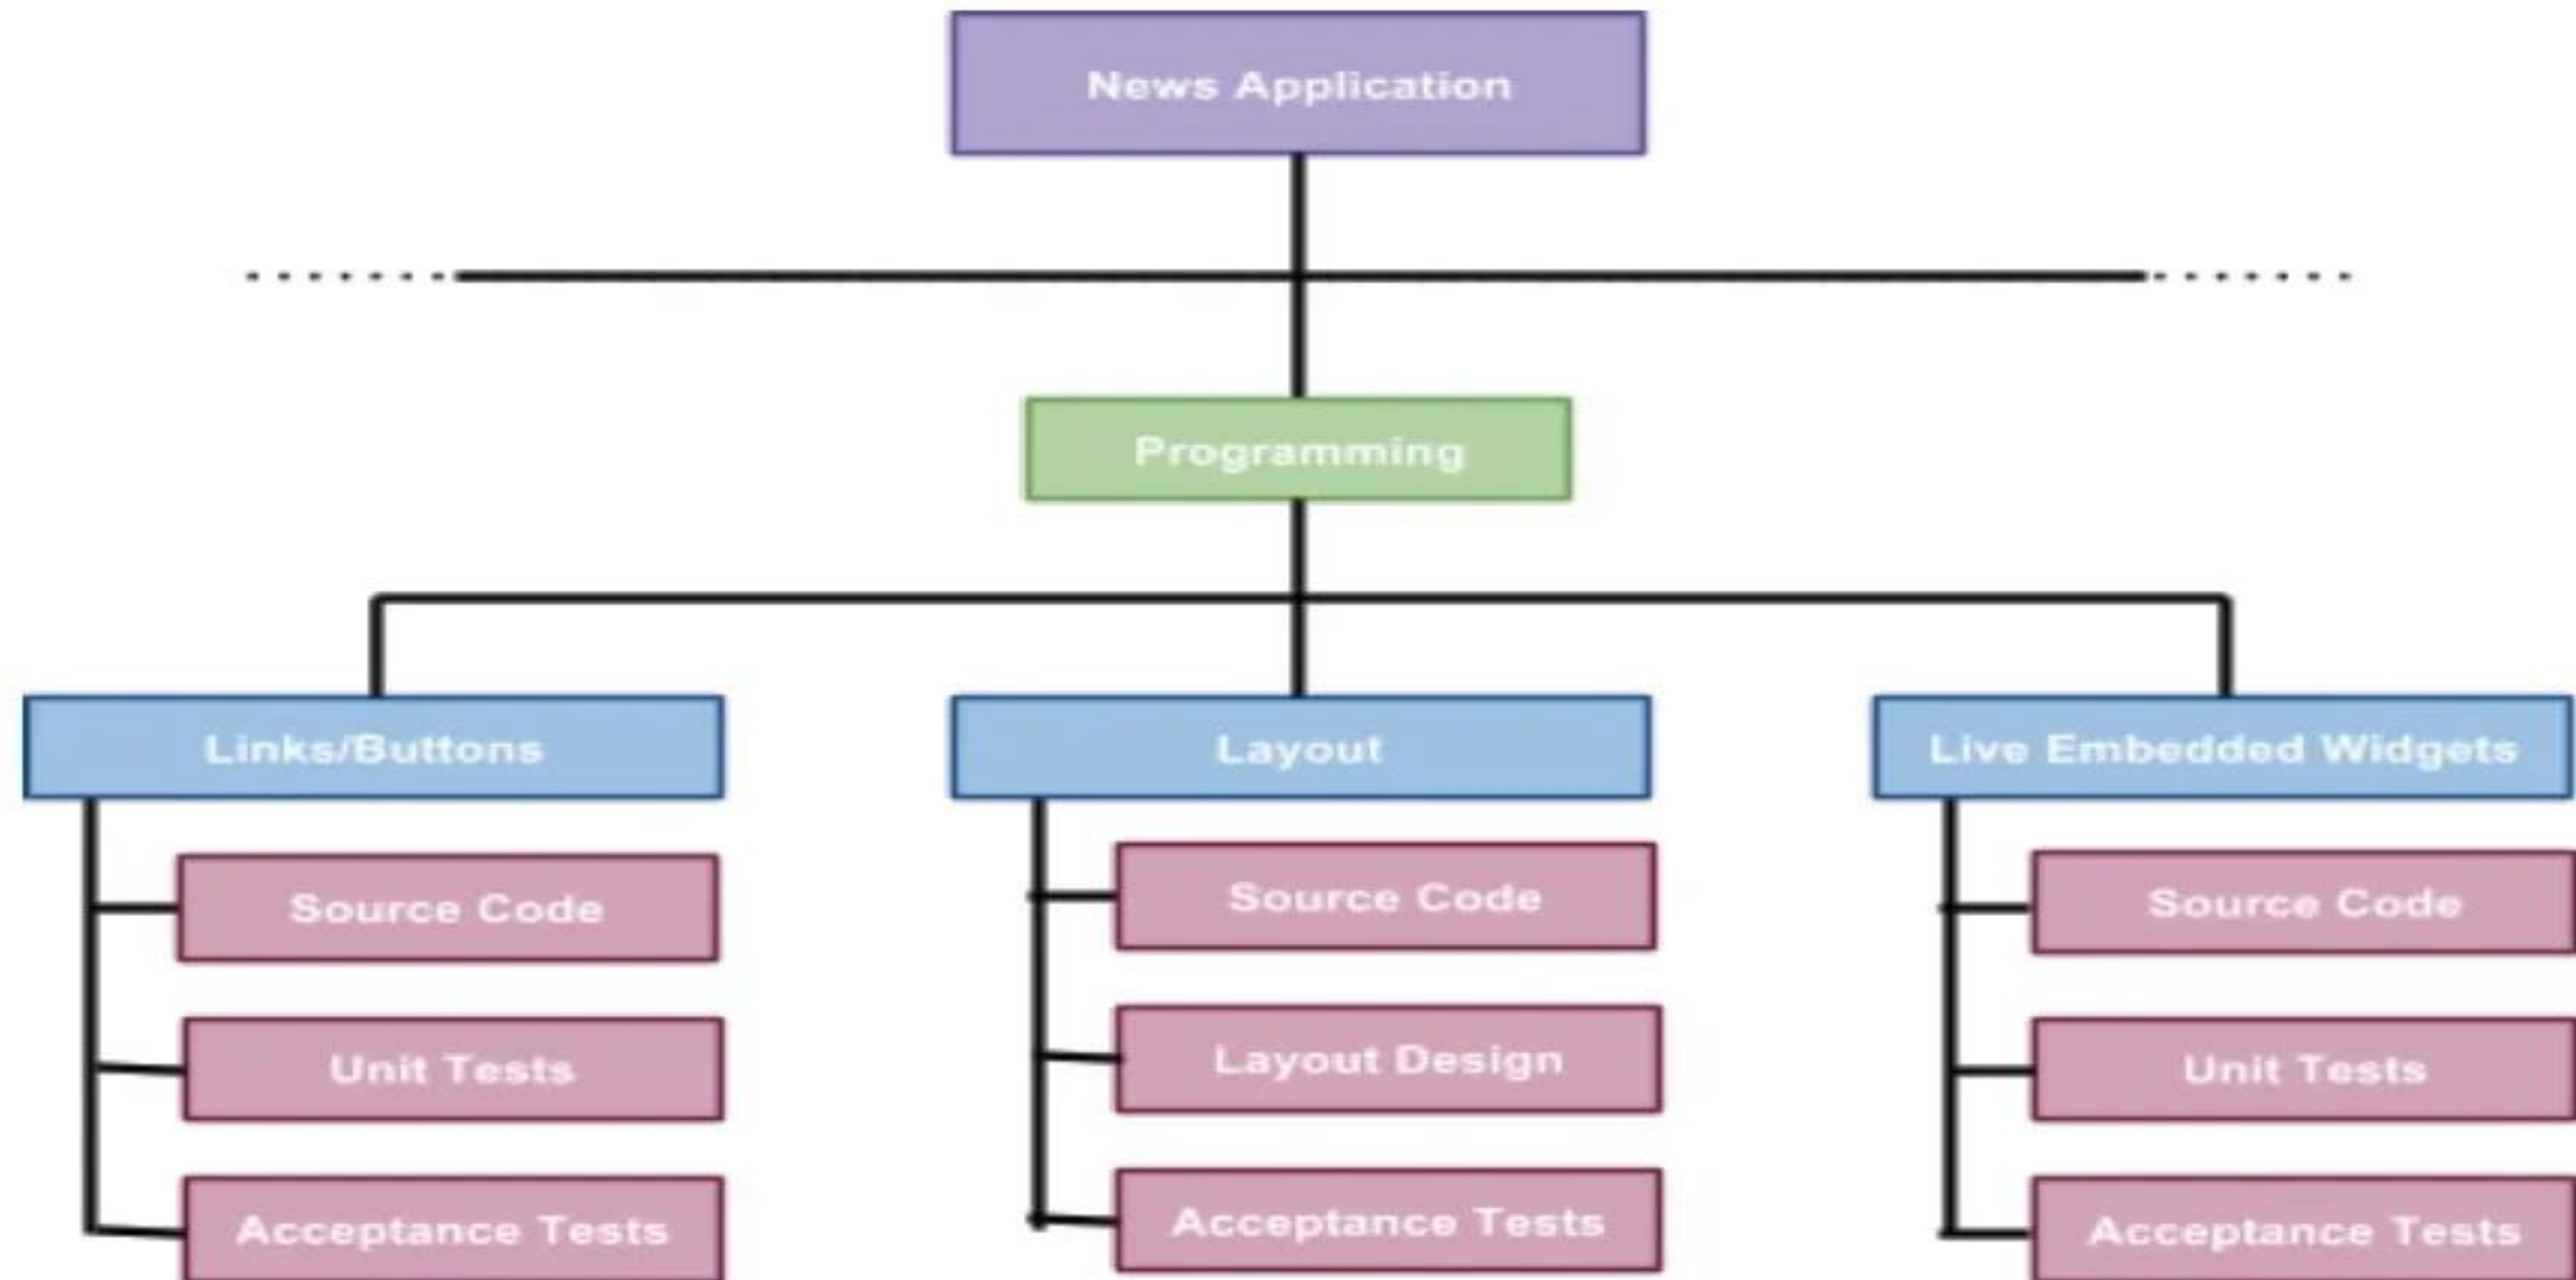 News Application
Programming
Links/Buttons
Source Code
Unit Tests
Acceptance Tests
Layout
Source Code
Layout Design
Acceptance Tests
Live Embedded Widgets
Source Code
Unit Tests
Acceptance Tests